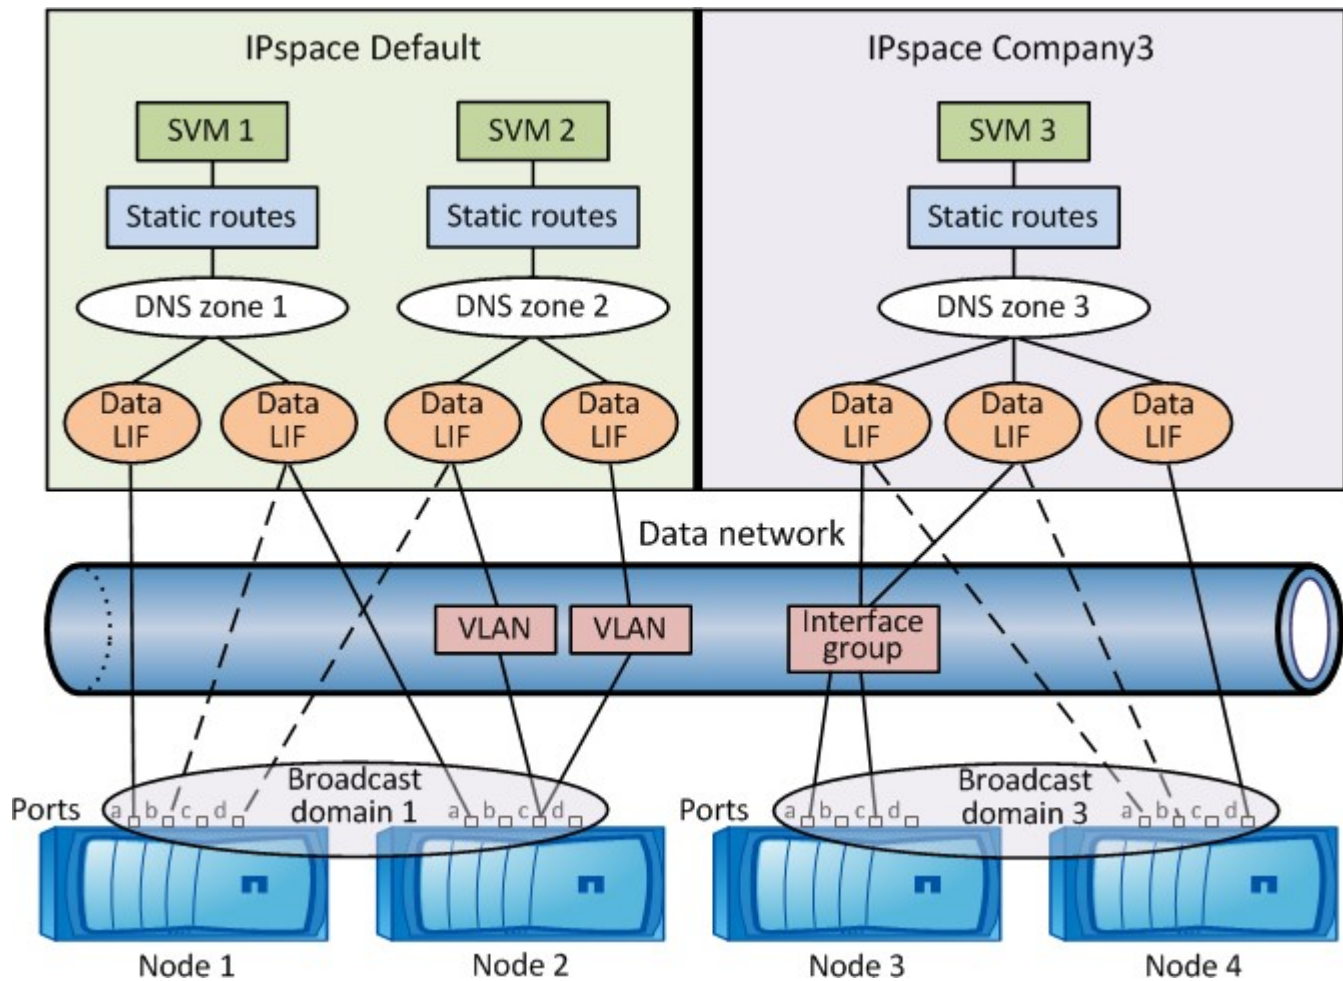 IPspace Default
IPspace Company3
SVM 1
SVM 2
SVM 3
Static routes
Static routes
Static routes
DNS zone 1
DNS zone 2
DNS zone 3
Data
LIF
Data
LIF
Data
LIF
Data
LIF
Data
LIF
Data
LIF
Data
LIF
Data network
VLAN
VLAN
Interface
group
Ports
a b c d
Broadcast
domain 1
a b c d
Ports
a b c d
Broadcast
domain 3
a b c d
Node 1
Node 2
Node 3
Node 4